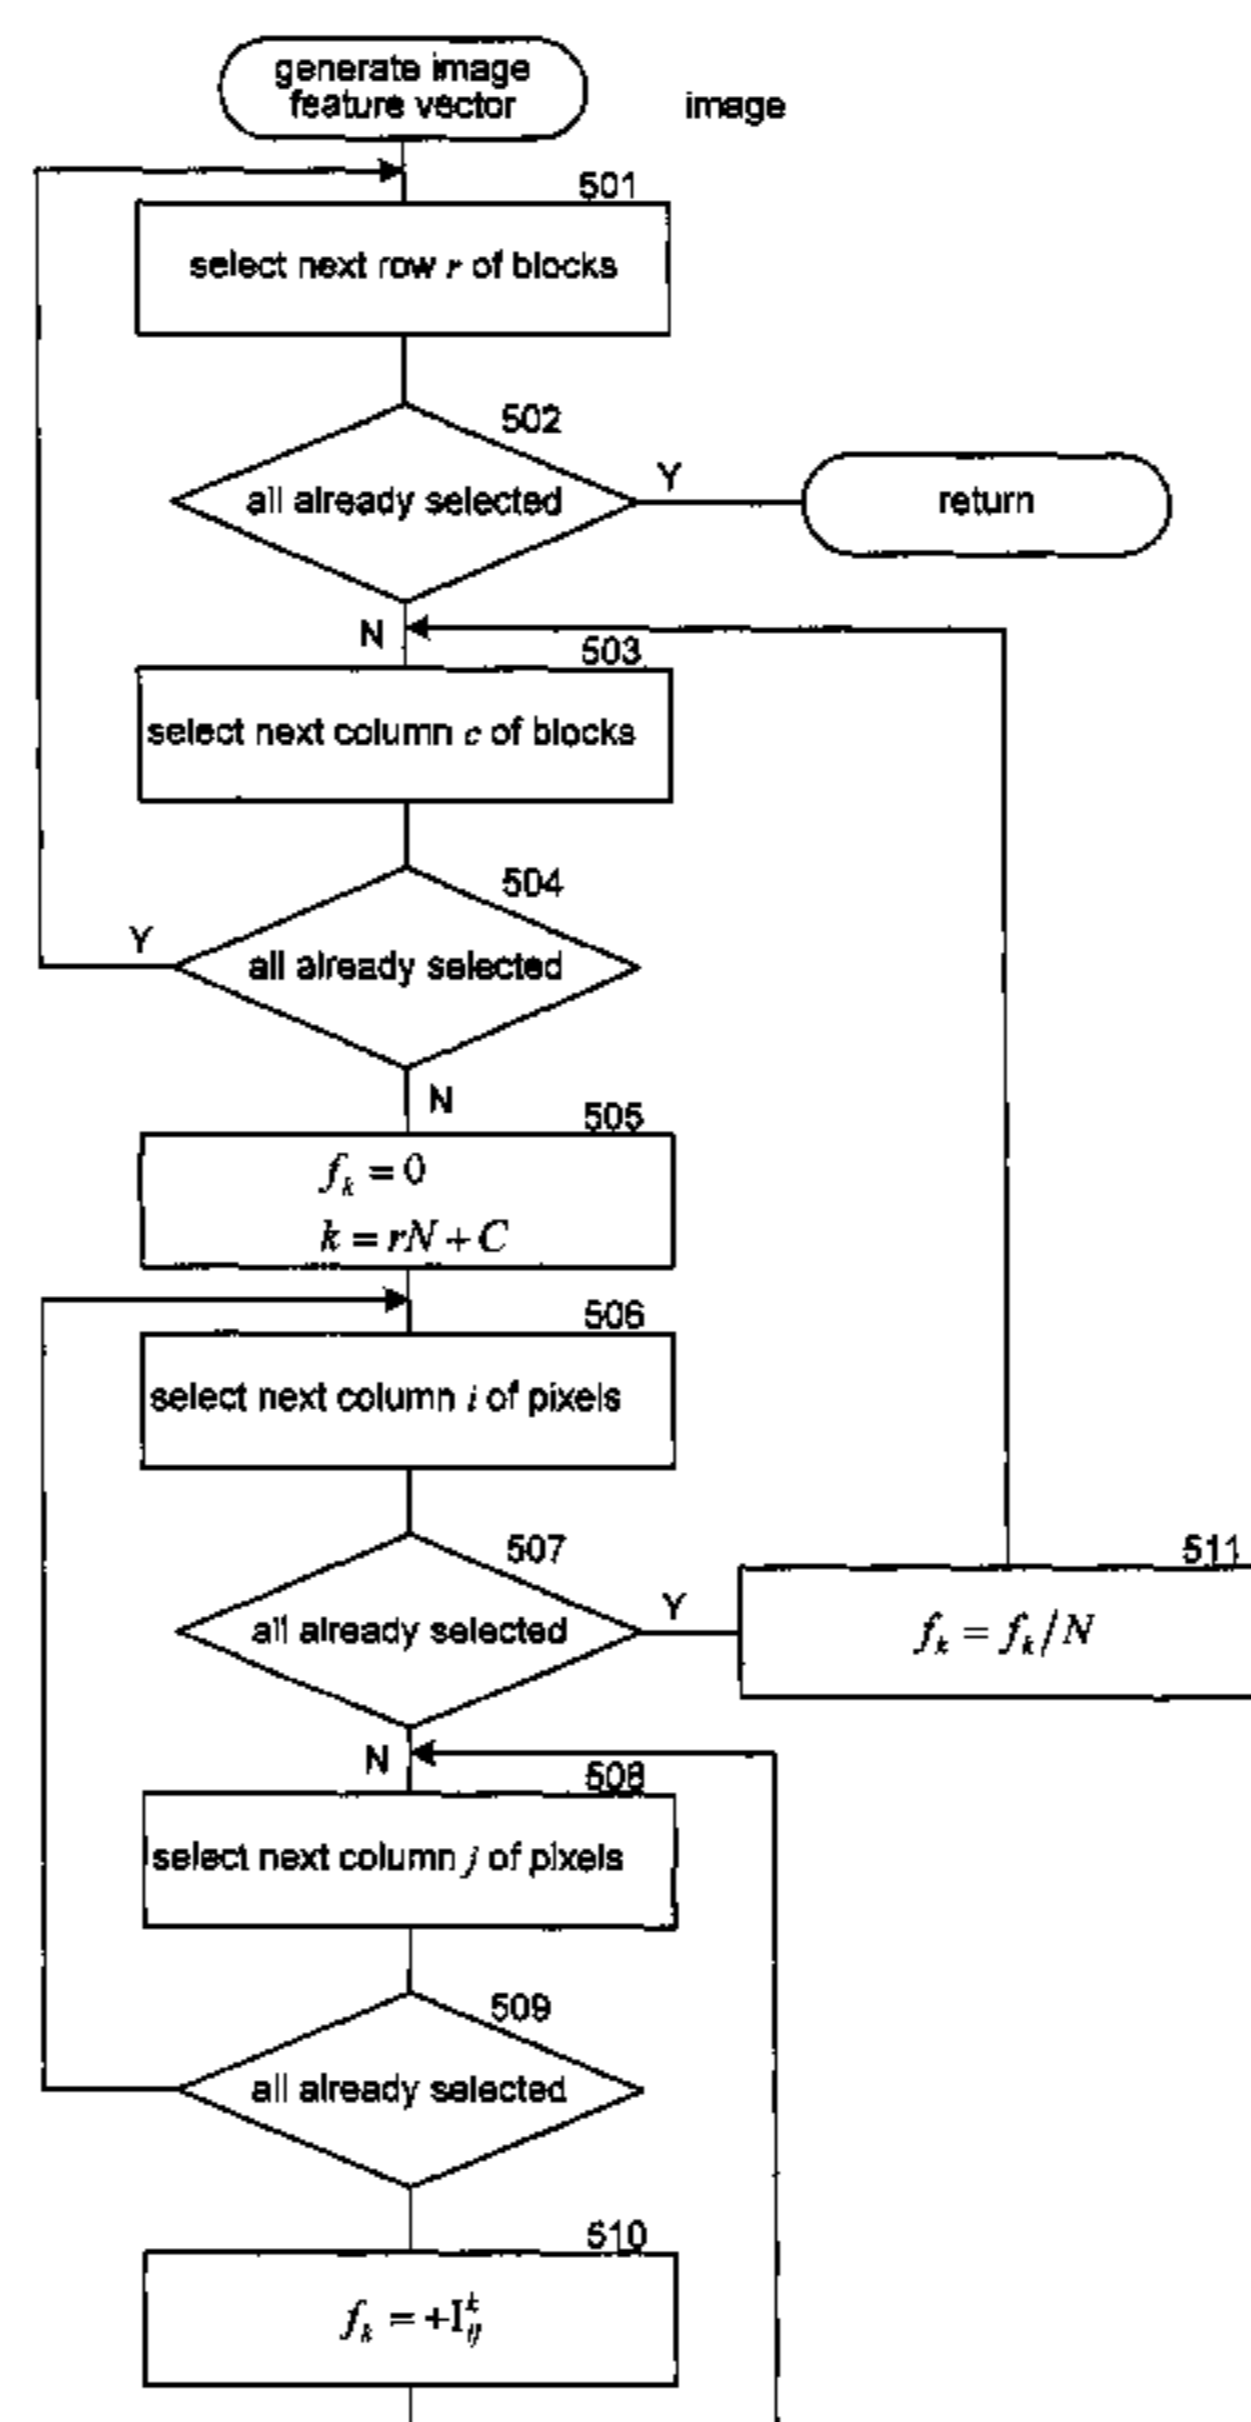 generate image
feature vector
image
501
select next row r of blocks
502
all already selected
Y
return
N
503
select next column c of blocks
504
Y
all already selected
N
505
f_k = 0
k = rN + C
506
select next column i of pixels
507
all already selected
Y
511
f_k = f_k/N
N
508
select next column j of pixels
509
all already selected
510
f_k = +I_{ij}^k